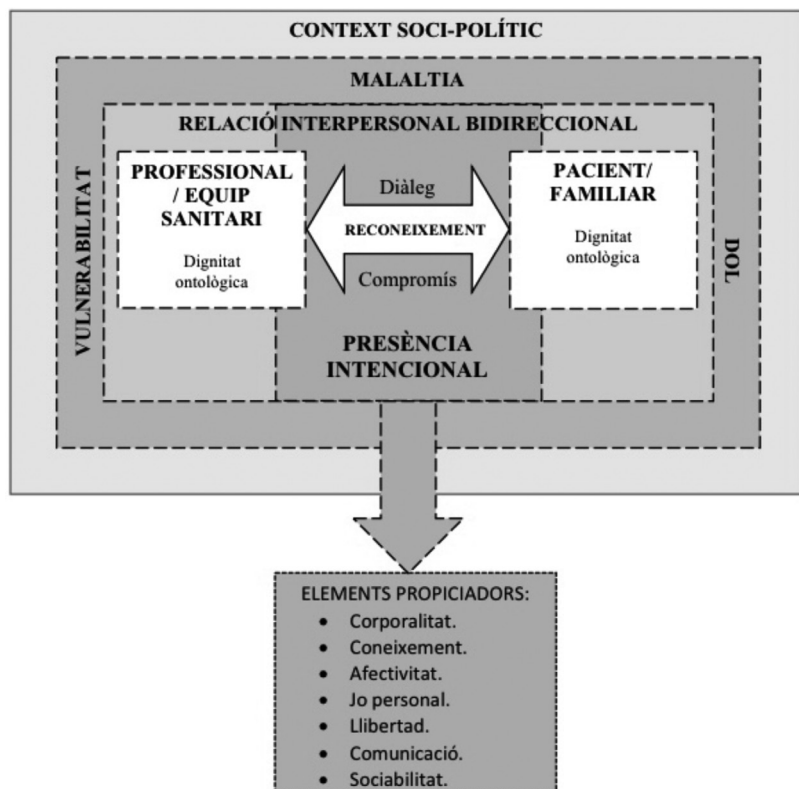 CONTEXT SOCI-POLÍTIC
MALALTIA
RELACIÓ INTERPERSONAL BIDIRECCIONAL
VULNERABILITAT
PROFESSIONAL
/ EQUIP
SANITARI
Dignitat
ontològica
Diàleg
RECONEIXEMENT
Compromís
PACIENT/
FAMILIAR
Dignitat
ontològica
DOL
PRESÈNCIA
INTENCIONAL
ELEMENTS PROPICIADORS:
• Corporalitat.
• Coneixement.
• Afectivitat.
• Jo personal.
• Llibertad.
• Comunicació.
• Sociabilitat.